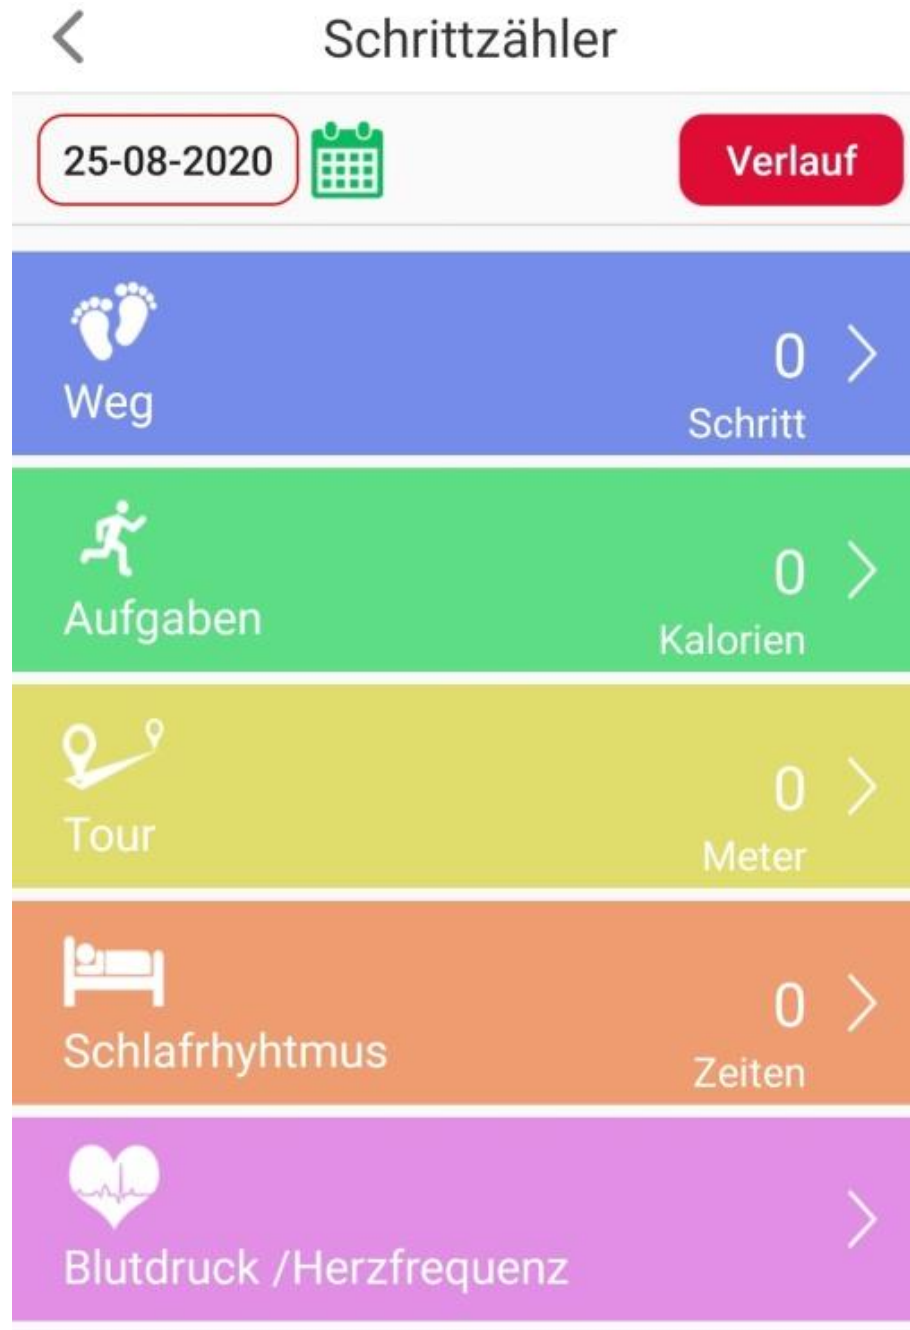 Schrittzähler
25-08-2020
Verlauf
Weg
0
Schritt
Aufgaben
0
Kalorien
Tour
0
Meter
Schlafrhyhtmus
0
Zeiten
Blutdruck /Herzfrequenz